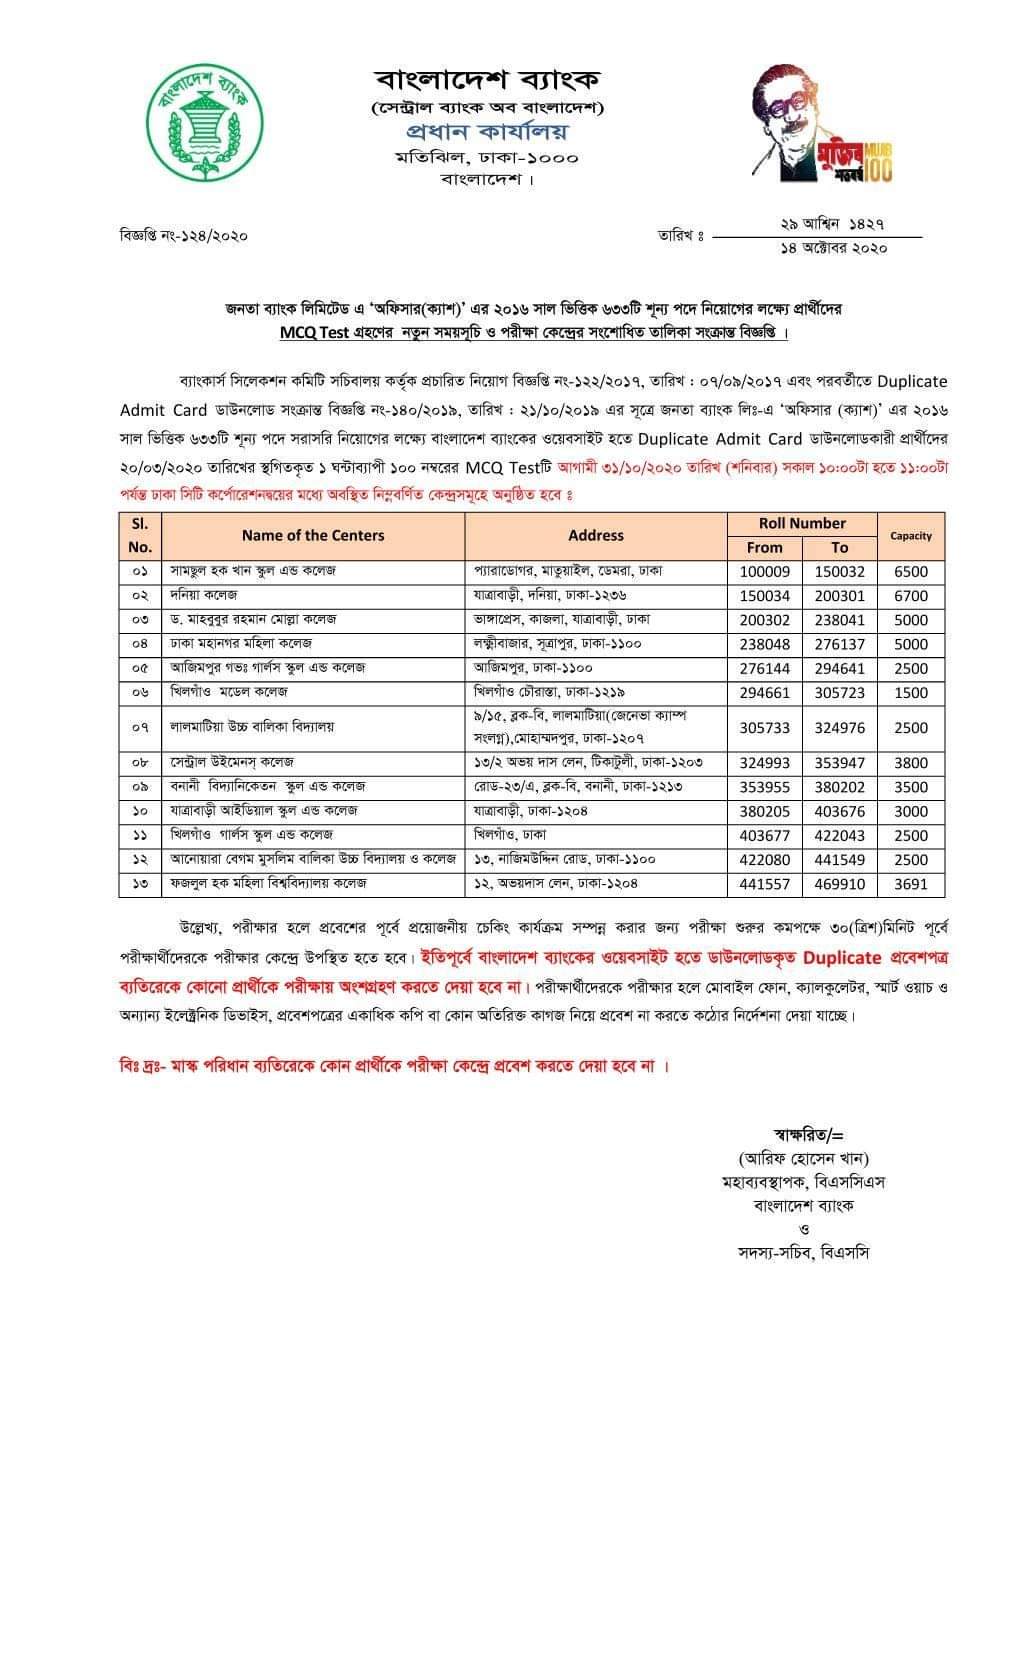 বাংলাদেশ ব্যাংক
বাংলাদেশ ব্যাংক
(সেন্ট্রাল ব্যাংক অব বাংলাদেশ)
প্রধান কার্যালয়
মতিঝিল, ঢাকা-১০০০
বাংলাদেশ।
মুজিব MUJIB
শতবর্ষ 100
বিজ্ঞপ্তি নং-১২৪/২০২০
তারিখ ঃ ২৯ আশ্বিন ১৪২৭
১৪ অক্টোবর ২০২০
জনতা ব্যাংক লিমিটেড এ ‘অফিসার(ক্যাশ)’ এর ২০১৬ সাল ভিত্তিক ৬৩৩টি শূন্য পদে নিয়োগের লক্ষ্যে প্রার্থীদের
MCQ Test গ্রহণের নতুন সময়সূচি ও পরীক্ষা কেন্দ্রের সংশোধিত তালিকা সংক্রান্ত বিজ্ঞপ্তি ।
ব্যাংকার্স সিলেকশন কমিটি সচিবালয় কর্তৃক প্রচারিত নিয়োগ বিজ্ঞপ্তি নং-১২২/২০১৭, তারিখ : ০৭/০৯/২০১৭ এবং পরবর্তীতে Duplicate
Admit Card ডাউনলোড সংক্রান্ত বিজ্ঞপ্তি নং-১৪০/২০১৯, তারিখ : ২১/১০/২০১৯ এর সূত্রে জনতা ব্যাংক লিঃ-এ ‘অফিসার (ক্যাশ)’ এর ২০১৬
সাল ভিত্তিক ৬৩৩টি শূন্য পদে সরাসরি নিয়োগের লক্ষ্যে বাংলাদেশ ব্যাংকের ওয়েবসাইট হতে Duplicate Admit Card ডাউনলোডকারী প্রার্থীদের
২০/০৩/২০২০ তারিখের স্থগিতকৃত ১ ঘন্টাব্যাপী ১০০ নম্বরের MCQ Testটি আগামী ৩১/১০/২০২০ তারিখ (শনিবার) সকাল ১০:০০টা হতে ১১:০০টা
পর্যন্ত ঢাকা সিটি কর্পোরেশনদ্বয়ের মধ্যে অবস্থিত নিম্নবর্ণিত কেন্দ্রসমূহে অনুষ্ঠিত হবে ঃ
Sl. No. Name of the Centers Address Roll Number Capacity
From To
০১ সামছুল হক খান স্কুল এন্ড কলেজ প্যারাডোগর, মাতুয়াইল, ডেমরা, ঢাকা 100009 150032 6500
০২ দনিয়া কলেজ যাত্রাবাড়ী, দনিয়া, ঢাকা-১২৩৬ 150034 200301 6700
০৩ ড. মাহবুবুর রহমান মোল্লা কলেজ ভাঙ্গাপ্রেস, কাজলা, যাত্রাবাড়ী, ঢাকা 200302 238041 5000
০৪ ঢাকা মহানগর মহিলা কলেজ লক্ষ্মীবাজার, সূত্রাপুর, ঢাকা-১১০০ 238048 276137 5000
০৫ আজিমপুর গভঃ গার্লস স্কুল এন্ড কলেজ আজিমপুর, ঢাকা-১১০০ 276144 294641 2500
০৬ খিলগাঁও মডেল কলেজ খিলগাঁও চৌরাস্তা, ঢাকা-১২১৯ 294661 305723 1500
০৭ লালমাটিয়া উচ্চ বালিকা বিদ্যালয় ৯/১৫, ব্লক-বি, লালমাটিয়া(জেনেভা ক্যাম্প
সংলগ্ন),মোহাম্মদপুর, ঢাকা-১২০৭ 305733 324976 2500
০৮ সেন্ট্রাল উইমেনস্ কলেজ ১৩/২ অভয় দাস লেন, টিকাটুলী, ঢাকা-১২০৩ 324993 353947 3800
০৯ বনানী বিদ্যানিকেতন স্কুল এন্ড কলেজ রোড-২৩/এ, ব্লক-বি, বনানী, ঢাকা-১২১৩ 353955 380202 3500
১০ যাত্রাবাড়ী আইডিয়াল স্কুল এন্ড কলেজ যাত্রাবাড়ী, ঢাকা-১২০৪ 380205 403676 3000
১১ খিলগাঁও গার্লস স্কুল এন্ড কলেজ খিলগাঁও, ঢাকা 403677 422043 2500
১২ আনোয়ারা বেগম মুসলিম বালিকা উচ্চ বিদ্যালয় ও কলেজ ১৩, নাজিমউদ্দিন রোড, ঢাকা-১১০০ 422080 441549 2500
১৩ ফজলুল হক মহিলা বিশ্ববিদ্যালয় কলেজ ১২, অভয়দাস লেন, ঢাকা-১২০৪ 441557 469910 3691
উল্লেখ্য, পরীক্ষার হলে প্রবেশের পূর্বে প্রয়োজনীয় চেকিং কার্যক্রম সম্পন্ন করার জন্য পরীক্ষা শুরুর কমপক্ষে ৩০(ত্রিশ)মিনিট পূর্বে
পরীক্ষার্থীদেরকে পরীক্ষার কেন্দ্রে উপস্থিত হতে হবে। ইতিপূর্বে বাংলাদেশ ব্যাংকের ওয়েবসাইট হতে ডাউনলোডকৃত Duplicate প্রবেশপত্র
ব্যতিরেকে কোনো প্রার্থীকে পরীক্ষায় অংশগ্রহণ করতে দেয়া হবে না। পরীক্ষার্থীদেরকে পরীক্ষার হলে মোবাইল ফোন, ক্যালকুলেটর, স্মার্ট ওয়াচ ও
অন্যান্য ইলেক্ট্রনিক ডিভাইস, প্রবেশপত্রের একাধিক কপি বা কোন অতিরিক্ত কাগজ নিয়ে প্রবেশ না করতে কঠোর নির্দেশনা দেয়া যাচ্ছে।
বিঃ দ্রঃ- মাস্ক পরিধান ব্যতিরেকে কোন প্রার্থীকে পরীক্ষা কেন্দ্রে প্রবেশ করতে দেয়া হবে না ।
স্বাক্ষরিত/=
(আরিফ হোসেন খান)
মহাব্যবস্থাপক, বিএসসিএস
বাংলাদেশ ব্যাংক
ও
সদস্য-সচিব, বিএসসি